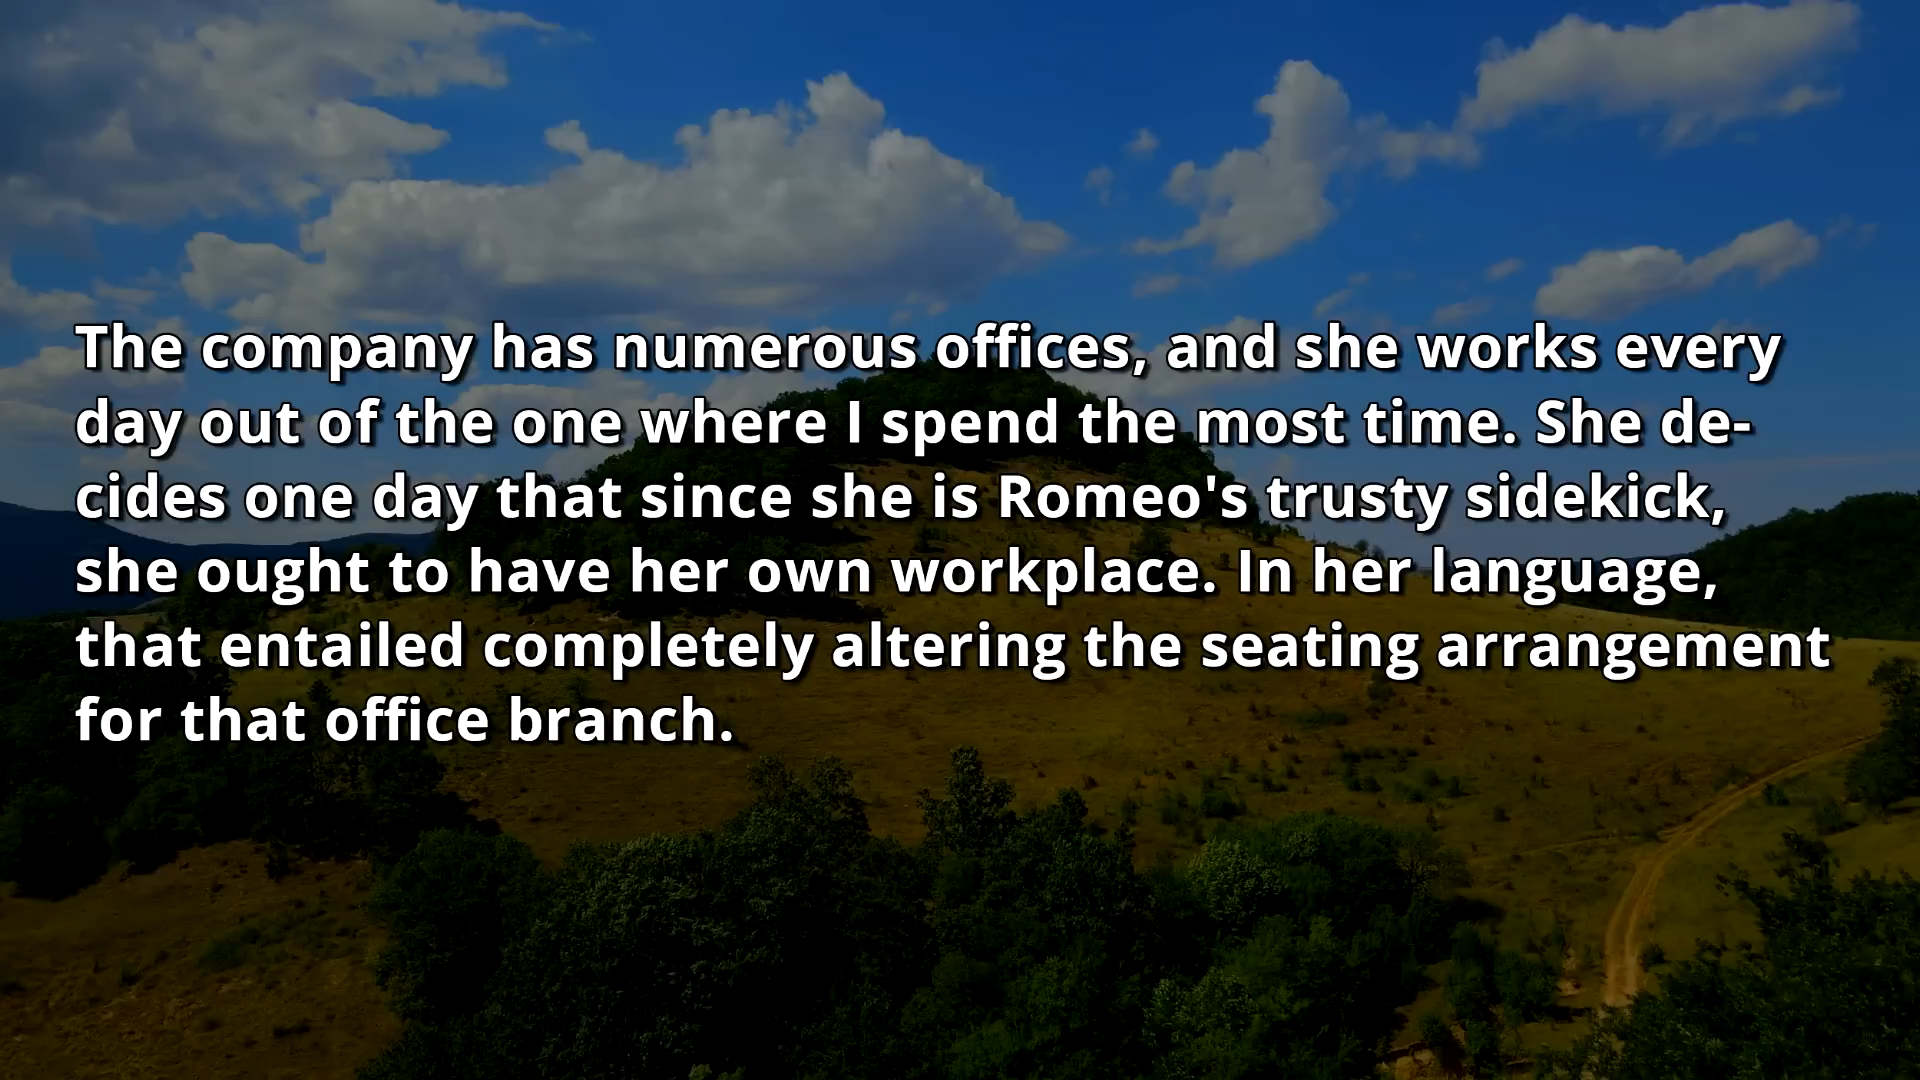 The company has numerous offices, and she works every
day out of the one where I spend the most time. She de-
cides one day that since she is Romeo's trusty sidekick,
she ought to have her own workplace. In her language,
that entailed completely altering the seating arrangement
for that office branch.